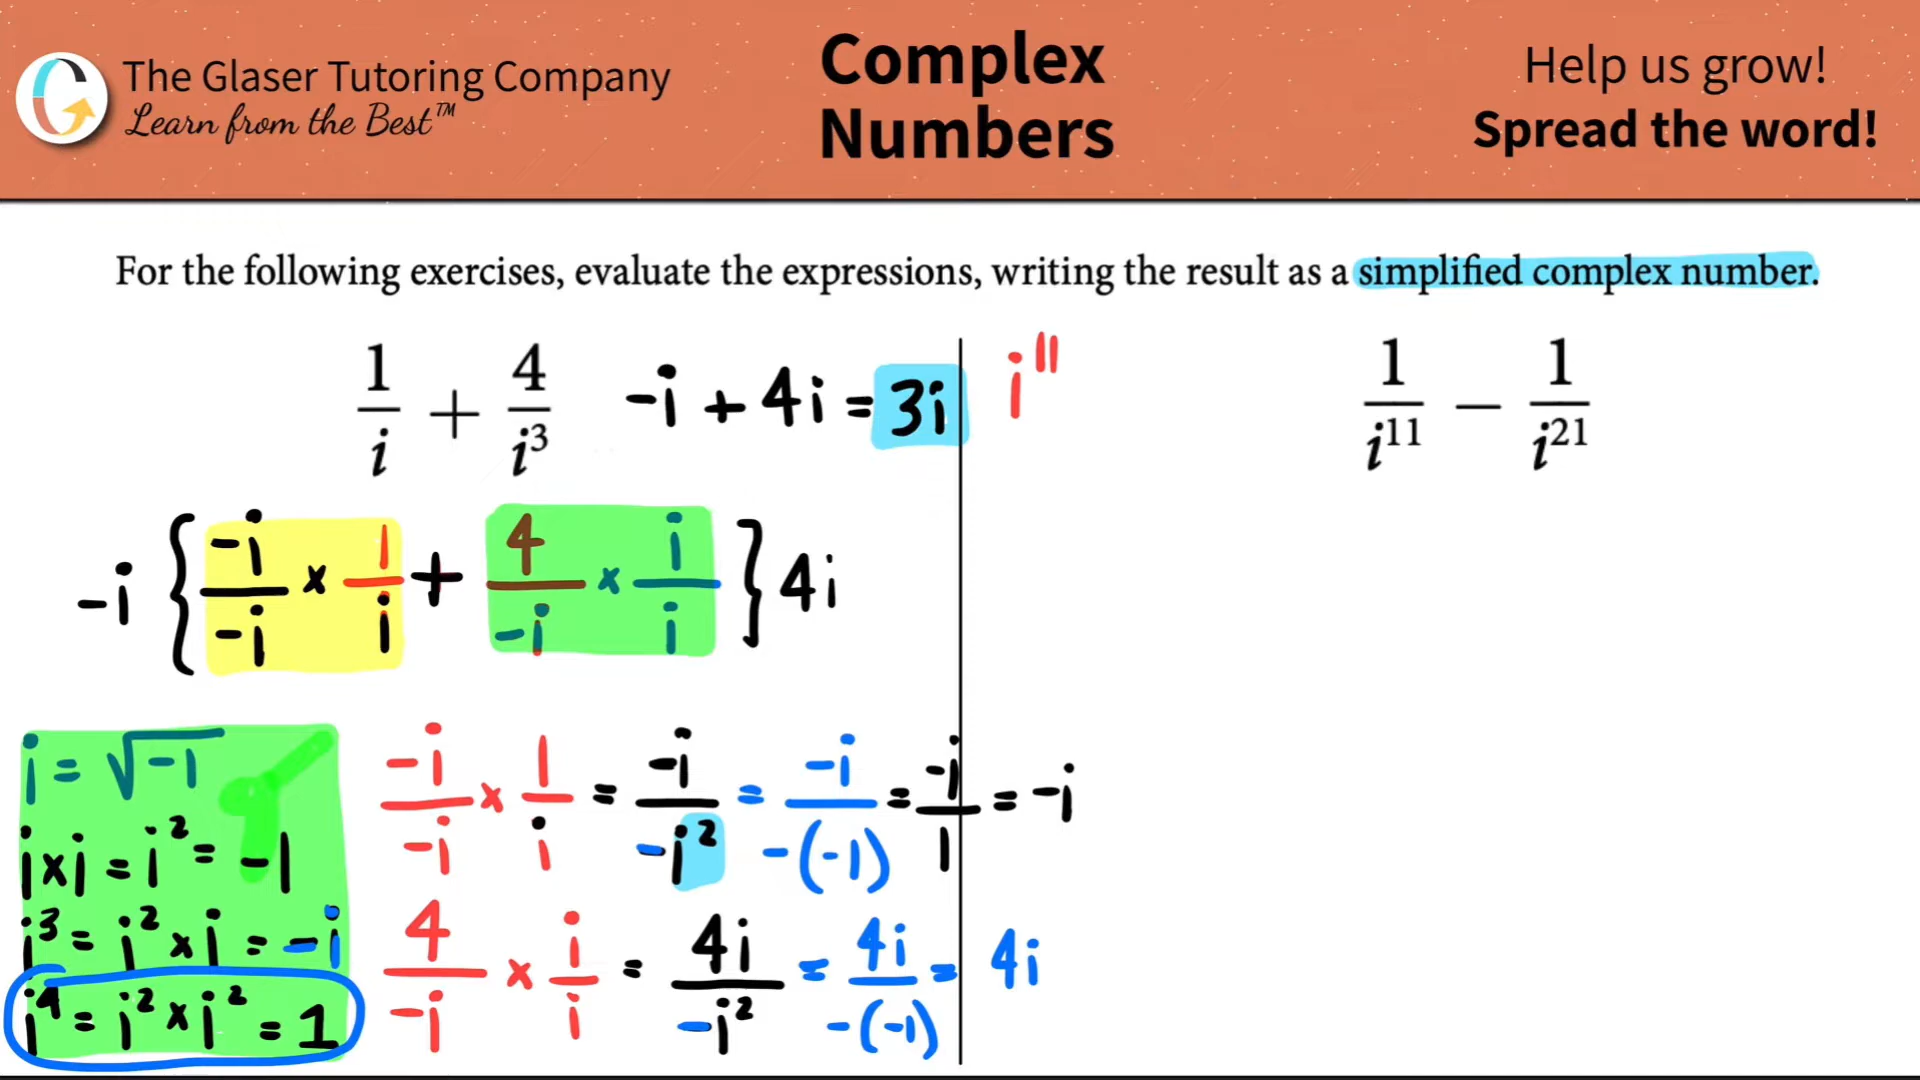 The Glaser Tutoring Company
Learn from the Best™
Complex
Numbers
Help us grow!
Spread the word!
For the following exercises, evaluate the expressions, writing the result as a simplified complex number.
1/i + 4/i³
-i + 4i = 3i
i¹¹
1/i¹¹ − 1/i²¹
-i { -i/-i × 1/i + 4/-i × i/i } 4i
i = √-1
i×i = i² = -1
i³ = i² × i = -i
i⁴ = i² × i² = 1
-i/-i × 1/i = -i/-i² = -i/-(-1) = -i/1 = -i
4/-i × i/i = 4i/-i² = 4i/-(-1) = 4i